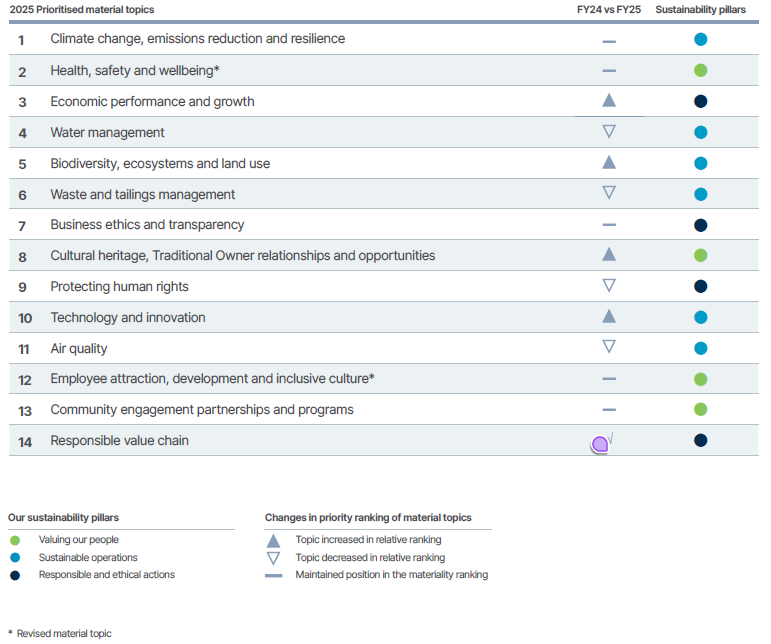 2025 Prioritised material topics FY24 vs FY25 Sustainability pillars
1 Climate change, emissions reduction and resilience
2 Health, safety and wellbeing*
3 Economic performance and growth
4 Water management
5 Biodiversity, ecosystems and land use
6 Waste and tailings management
7 Business ethics and transparency
8 Cultural heritage, Traditional Owner relationships and opportunities
9 Protecting human rights
10 Technology and innovation
11 Air quality
12 Employee attraction, development and inclusive culture*
13 Community engagement partnerships and programs
14 Responsible value chain
Our sustainability pillars
Valuing our people
Sustainable operations
Responsible and ethical actions
Changes in priority ranking of material topics
Topic increased in relative ranking
Topic decreased in relative ranking
Maintained position in the materiality ranking
* Revised material topic